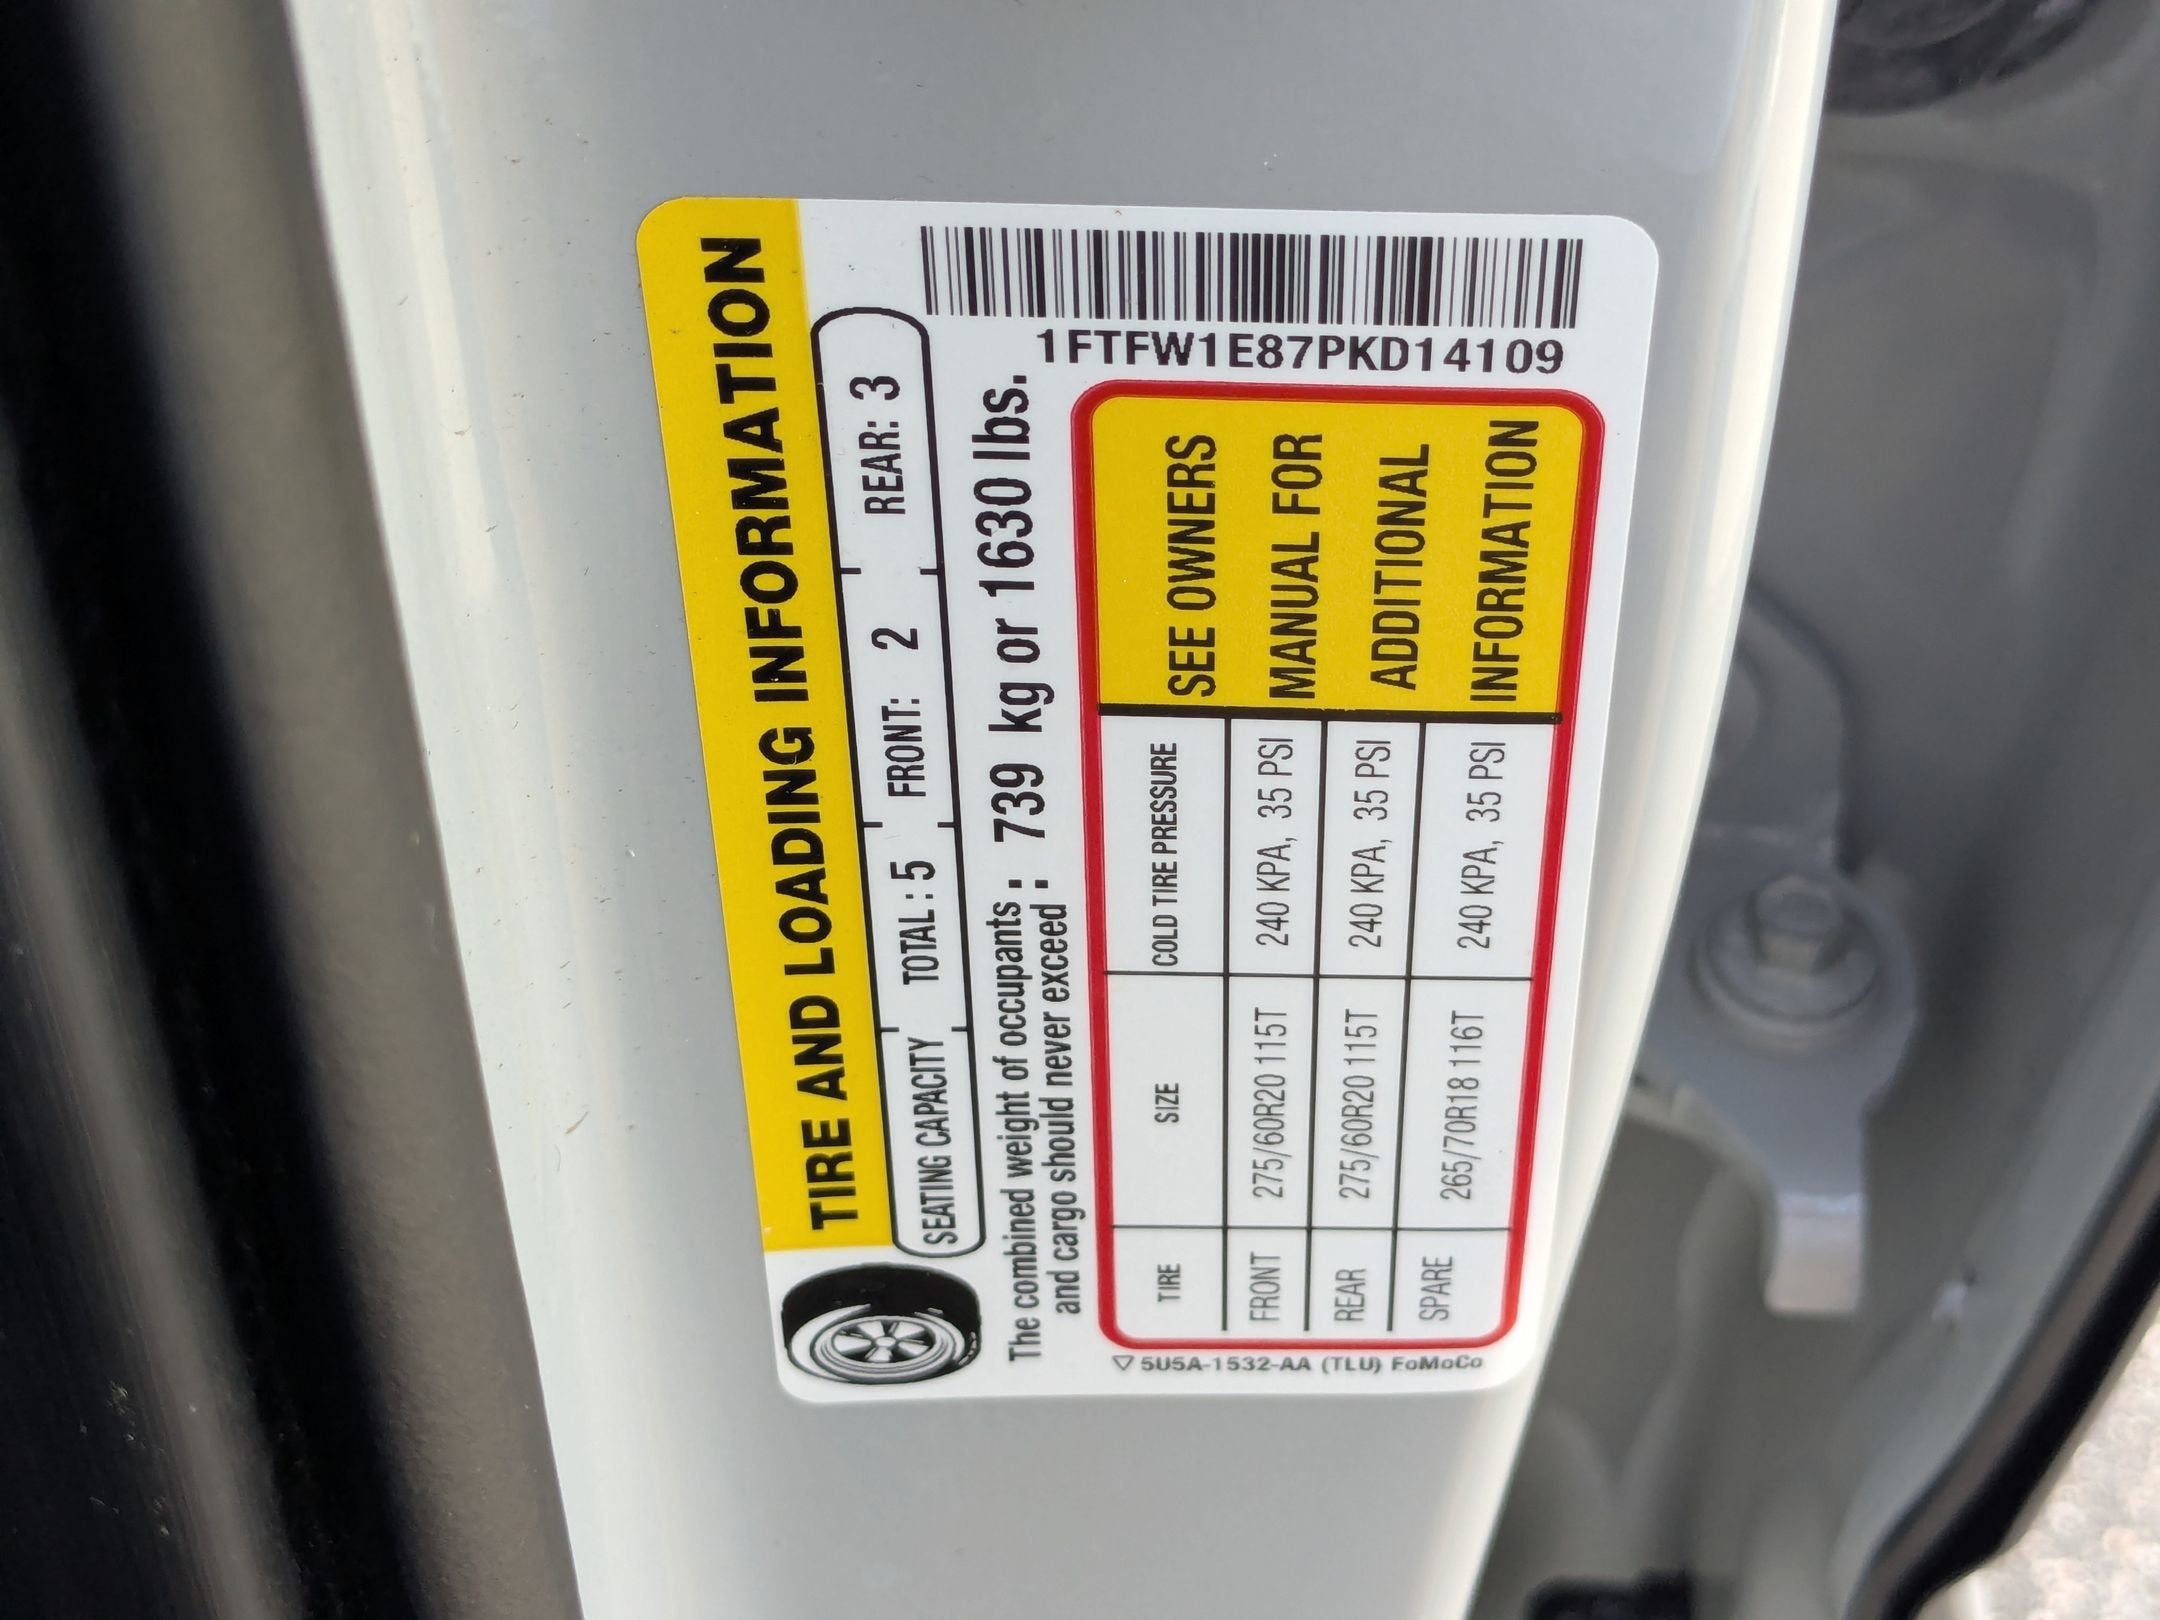 TIRE AND LOADING INFORMATION
SEATING CAPACITY TOTAL : 5 FRONT: 2 REAR: 3
The combined weight of occupants :
and cargo should never exceed : 739 kg or 1630 lbs.
1FTFW1E87PKD14109
TIRE SIZE COLD TIRE PRESSURE
FRONT 275/60R20 115T 240 KPA, 35 PSI
REAR 275/60R20 115T 240 KPA, 35 PSI
SPARE 265/70R18 116T 240 KPA, 35 PSI
SEE OWNERS
MANUAL FOR
ADDITIONAL
INFORMATION
5U5A-1532-AA (TLU) FoMoCo